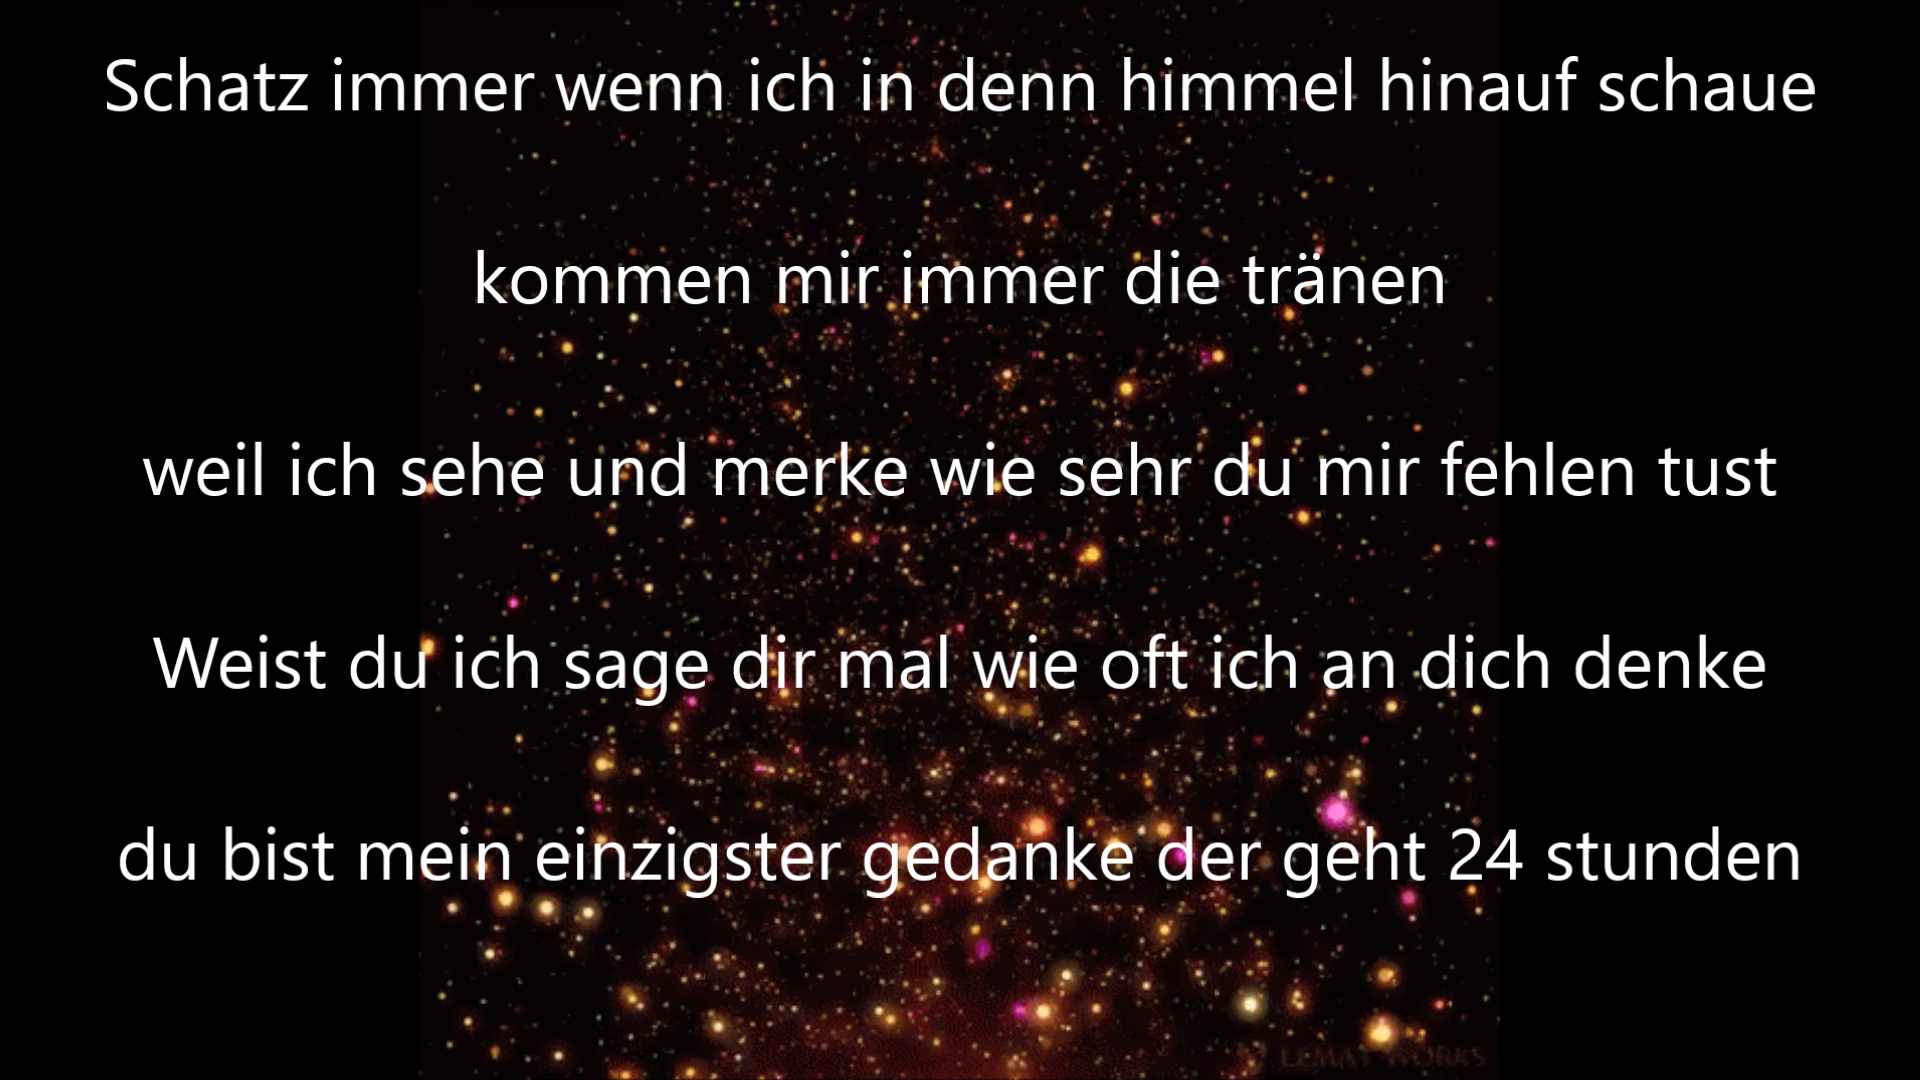 Schatz immer wenn ich in denn himmel hinauf schaue
kommen mir immer die tränen
weil ich sehe und merke wie sehr du mir fehlen tust
Weist du ich sage dir mal wie oft ich an dich denke
du bist mein einzigster gedanke der geht 24 stunden
LEMAT WORKS